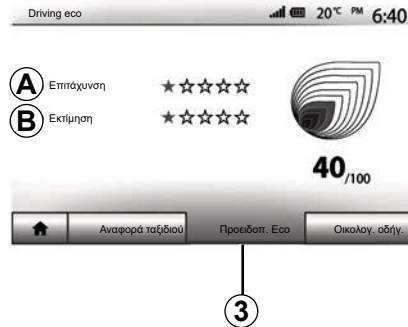 Driving eco 20°C PM 6:40
A Επιτάχυνση
B Εκτίμηση
40/100
Αναφορά ταξιδιού Προειδοπ. Eco Οικολογ. οδήγ.
3